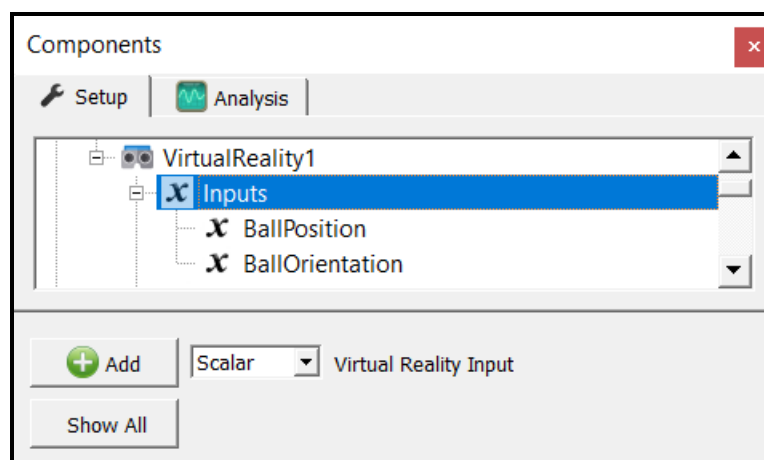 Components
Setup
Analysis
VirtualReality1
x Inputs
x BallPosition
x BallOrientation
Add Scalar Virtual Reality Input
Show All